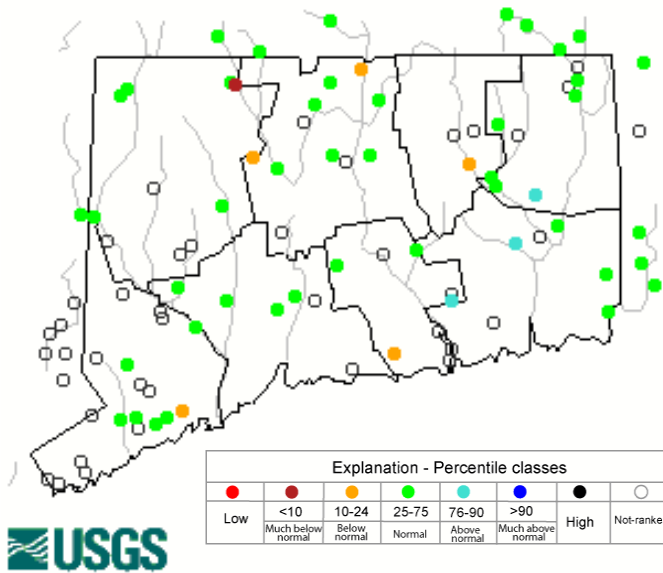 Explanation - Percentile classes
Low <10 10-24 25-75 76-90 >90 High Not-ranke
Much below normal Below normal Normal Above normal Much above normal
USGS